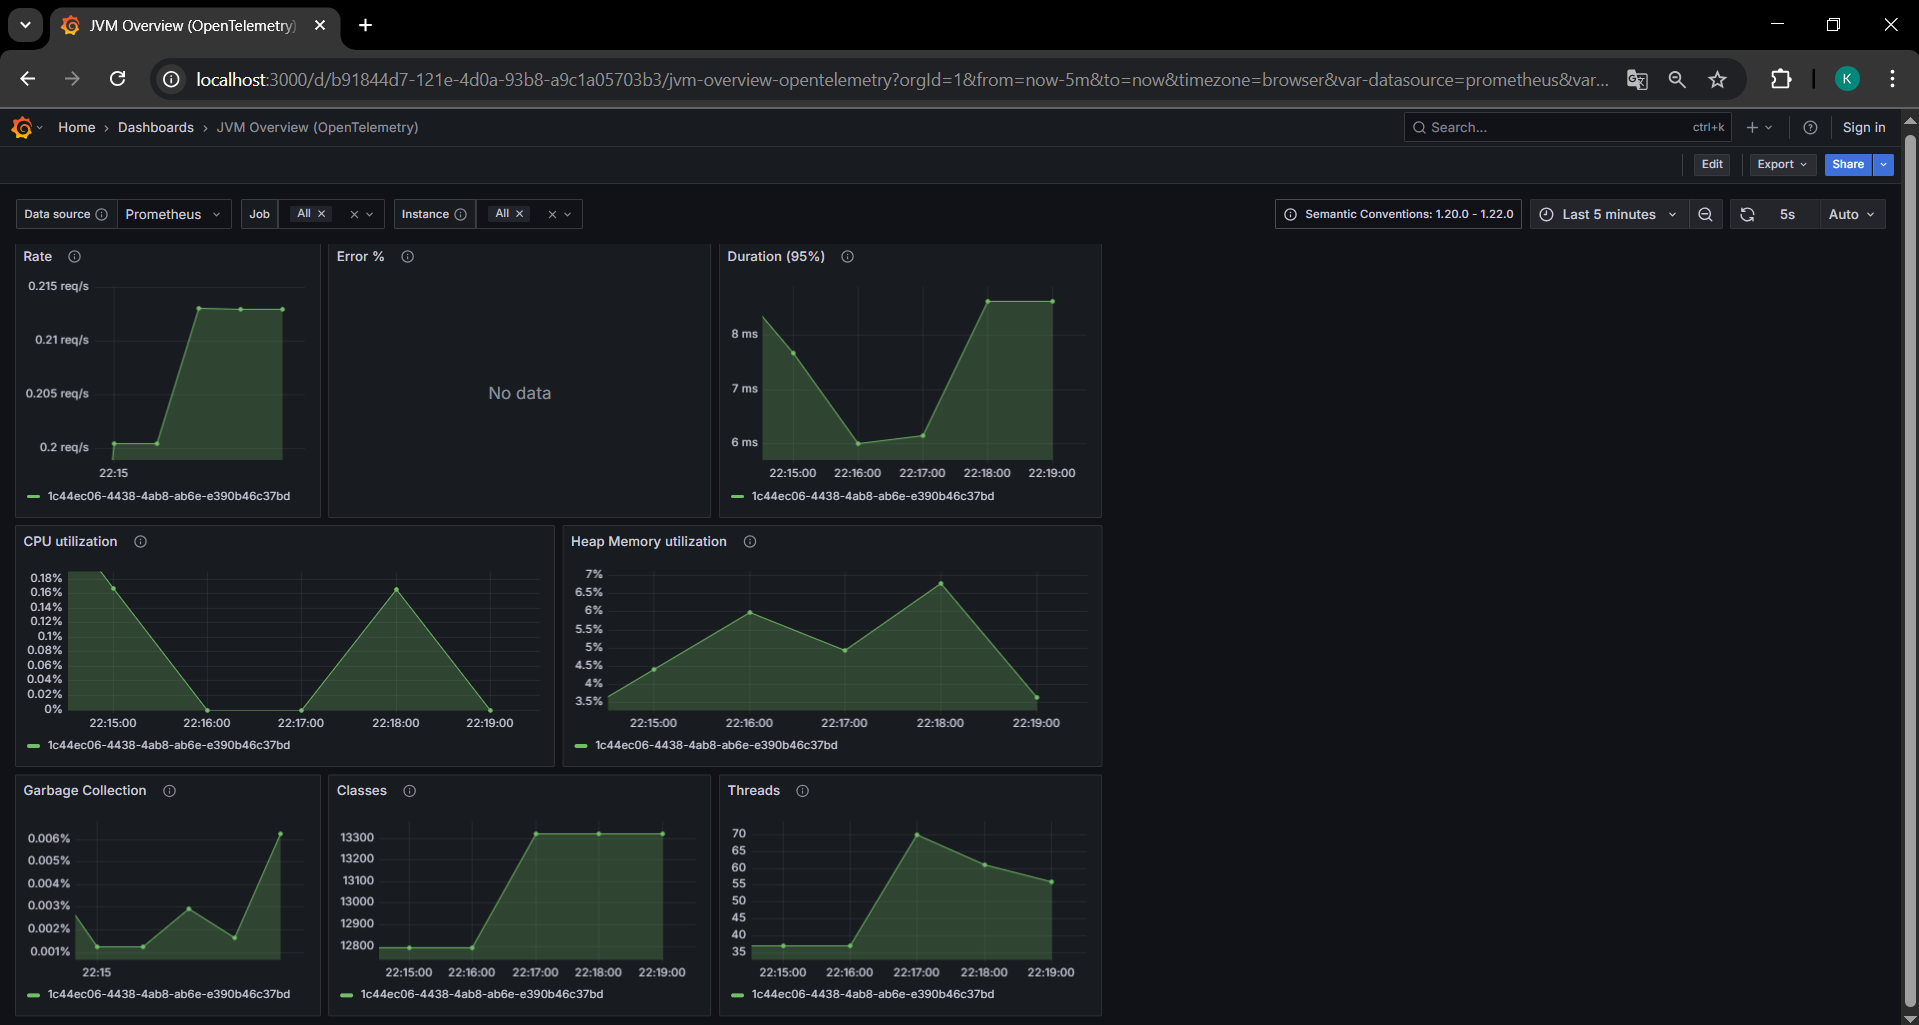 JVM Overview (OpenTelemetry)
localhost:3000/d/b91844d7-121e-4d0a-93b8-a9c1a05703b3/jvm-overview-opentelemetry?orgId=1&from=now-5m&to=now&timezone=browser&var-datasource=prometheus&var...
K
Home › Dashboards › JVM Overview (OpenTelemetry)
Search... ctrl+k
Sign in
Edit Export Share
Data source Prometheus Job All Instance All Semantic Conventions: 1.20.0 - 1.22.0 Last 5 minutes 5s Auto
Rate
0.215 req/s
0.21 req/s
0.205 req/s
0.2 req/s
22:15
1c44ec06-4438-4ab8-ab6e-e390b46c37bd
Error %
No data
Duration (95%)
8 ms
7 ms
6 ms
22:15:00 22:16:00 22:17:00 22:18:00 22:19:00
1c44ec06-4438-4ab8-ab6e-e390b46c37bd
CPU utilization
0.18%
0.16%
0.14%
0.12%
0.1%
0.08%
0.06%
0.04%
0.02%
0%
22:15:00 22:16:00 22:17:00 22:18:00 22:19:00
1c44ec06-4438-4ab8-ab6e-e390b46c37bd
Heap Memory utilization
7%
6.5%
6%
5.5%
5%
4.5%
4%
3.5%
22:15:00 22:16:00 22:17:00 22:18:00 22:19:00
1c44ec06-4438-4ab8-ab6e-e390b46c37bd
Garbage Collection
0.006%
0.005%
0.004%
0.003%
0.002%
0.001%
22:15
1c44ec06-4438-4ab8-ab6e-e390b46c37bd
Classes
13300
13200
13100
13000
12900
12800
22:15:00 22:16:00 22:17:00 22:18:00 22:19:00
1c44ec06-4438-4ab8-ab6e-e390b46c37bd
Threads
70
65
60
55
50
45
40
35
22:15:00 22:16:00 22:17:00 22:18:00 22:19:00
1c44ec06-4438-4ab8-ab6e-e390b46c37bd